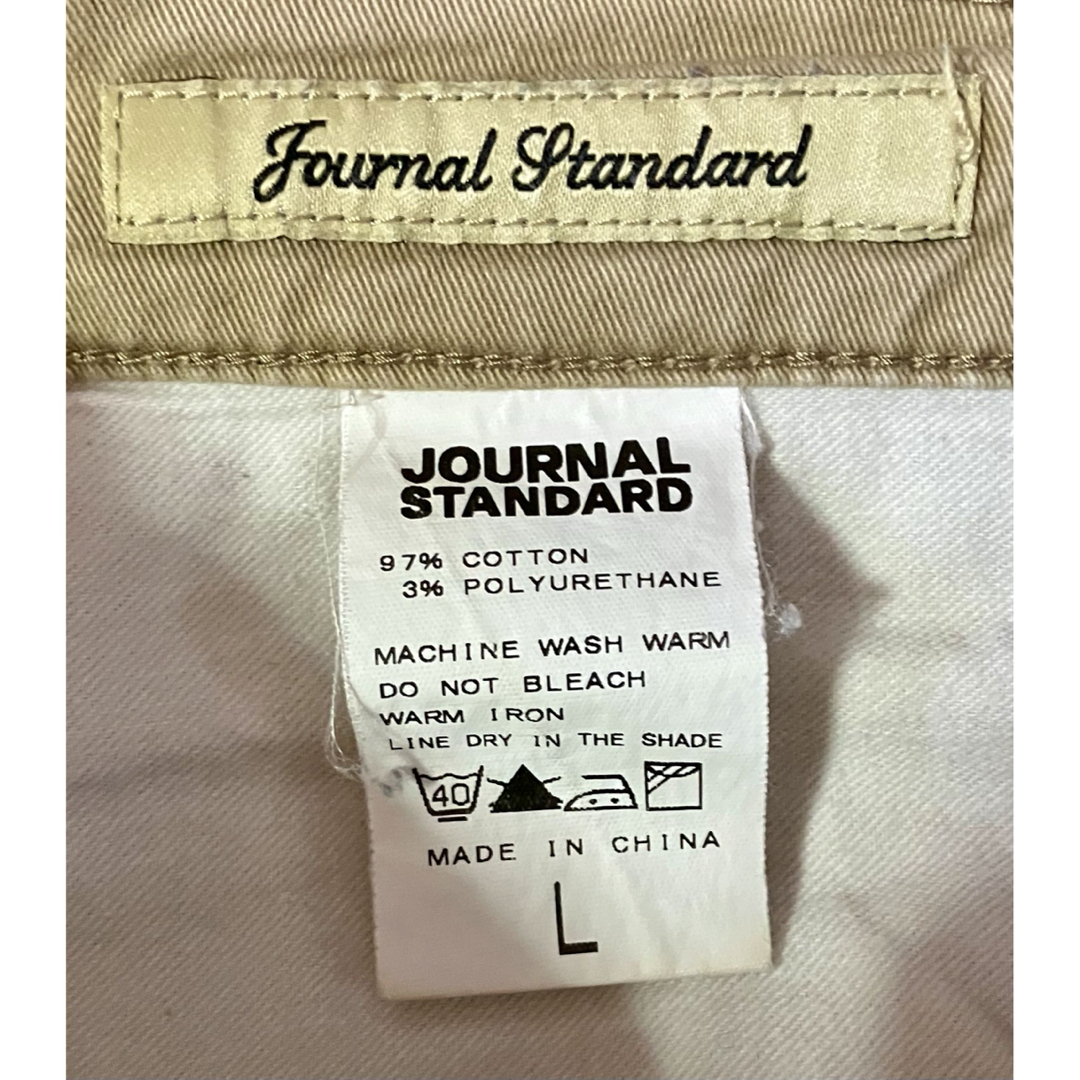 Journal Standard
JOURNAL
STANDARD
97% COTTON
3% POLYURETHANE
MACHINE WASH WARM
DO NOT BLEACH
WARM IRON
LINE DRY IN THE SHADE
40
MADE IN CHINA
L